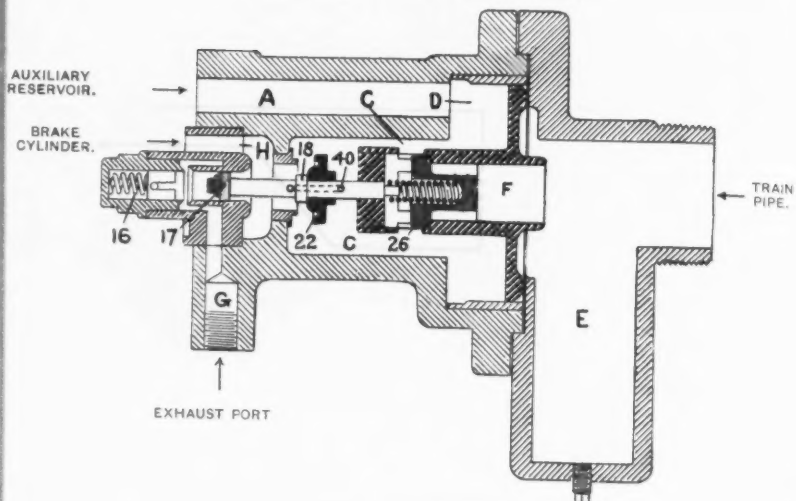 AUXILIARY
RESERVOIR.
A
C
D
BRAKE
CYLINDER.
H
18
40
F
TRAIN
PIPE.
16
17
22
C
26
G
E
EXHAUST PORT